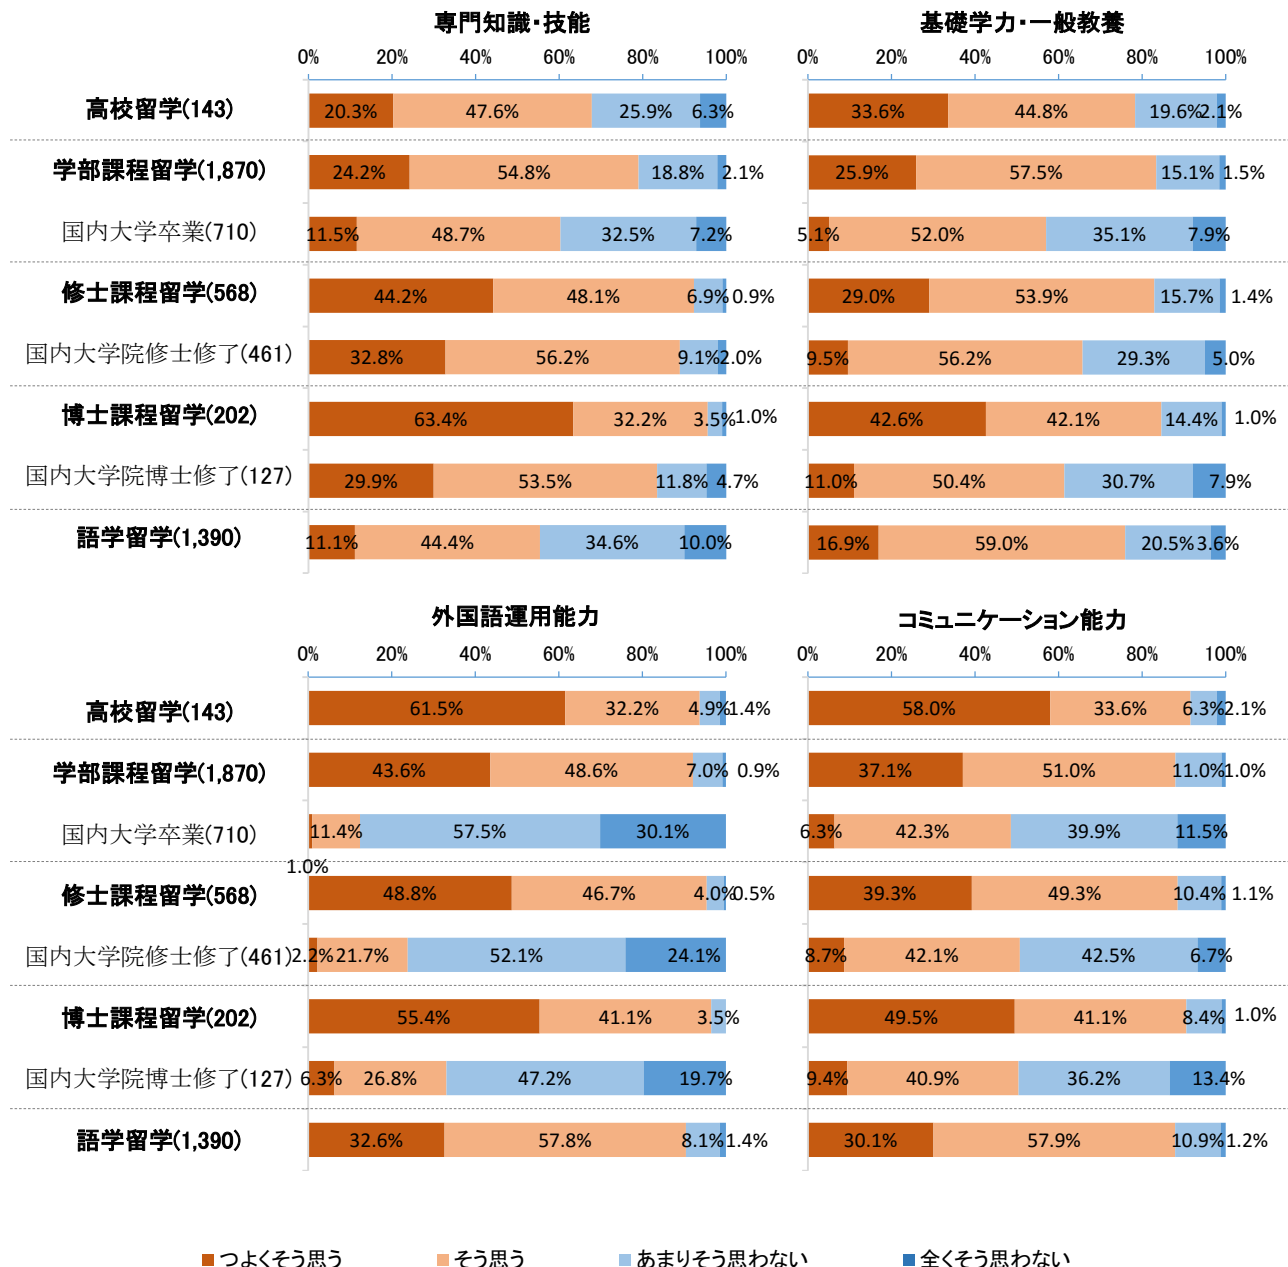 専門知識・技能 基礎学力・一般教養
0% 20% 40% 60% 80% 100% 0% 20% 40% 60% 80% 100%
高校留学(143) 20.3% 47.6% 25.9% 6.3% 33.6% 44.8% 19.6% 2.1%
学部課程留学(1,870) 24.2% 54.8% 18.8% 2.1% 25.9% 57.5% 15.1% 1.5%
国内大学卒業(710) 11.5% 48.7% 32.5% 7.2% 5.1% 52.0% 35.1% 7.9%
修士課程留学(568) 44.2% 48.1% 6.9% 0.9% 29.0% 53.9% 15.7% 1.4%
国内大学院修士修了(461) 32.8% 56.2% 9.1% 2.0% 9.5% 56.2% 29.3% 5.0%
博士課程留学(202) 63.4% 32.2% 3.5% 1.0% 42.6% 42.1% 14.4% 1.0%
国内大学院博士修了(127) 29.9% 53.5% 11.8% 4.7% 11.0% 50.4% 30.7% 7.9%
語学留学(1,390) 11.1% 44.4% 34.6% 10.0% 16.9% 59.0% 20.5% 3.6%
外国語運用能力 コミュニケーション能力
0% 20% 40% 60% 80% 100% 0% 20% 40% 60% 80% 100%
高校留学(143) 61.5% 32.2% 4.9% 1.4% 58.0% 33.6% 6.3% 2.1%
学部課程留学(1,870) 43.6% 48.6% 7.0% 0.9% 37.1% 51.0% 11.0% 1.0%
国内大学卒業(710) 11.4% 57.5% 30.1% 6.3% 42.3% 39.9% 11.5%
1.0%
修士課程留学(568) 48.8% 46.7% 4.0% 0.5% 39.3% 49.3% 10.4% 1.1%
国内大学院修士修了(461) 2.2% 21.7% 52.1% 24.1% 8.7% 42.1% 42.5% 6.7%
博士課程留学(202) 55.4% 41.1% 3.5% 49.5% 41.1% 8.4% 1.0%
国内大学院博士修了(127) 6.3% 26.8% 47.2% 19.7% 9.4% 40.9% 36.2% 13.4%
語学留学(1,390) 32.6% 57.8% 8.1% 1.4% 30.1% 57.9% 10.9% 1.2%
つよくそう思う そう思う あまりそう思わない 全くそう思わない